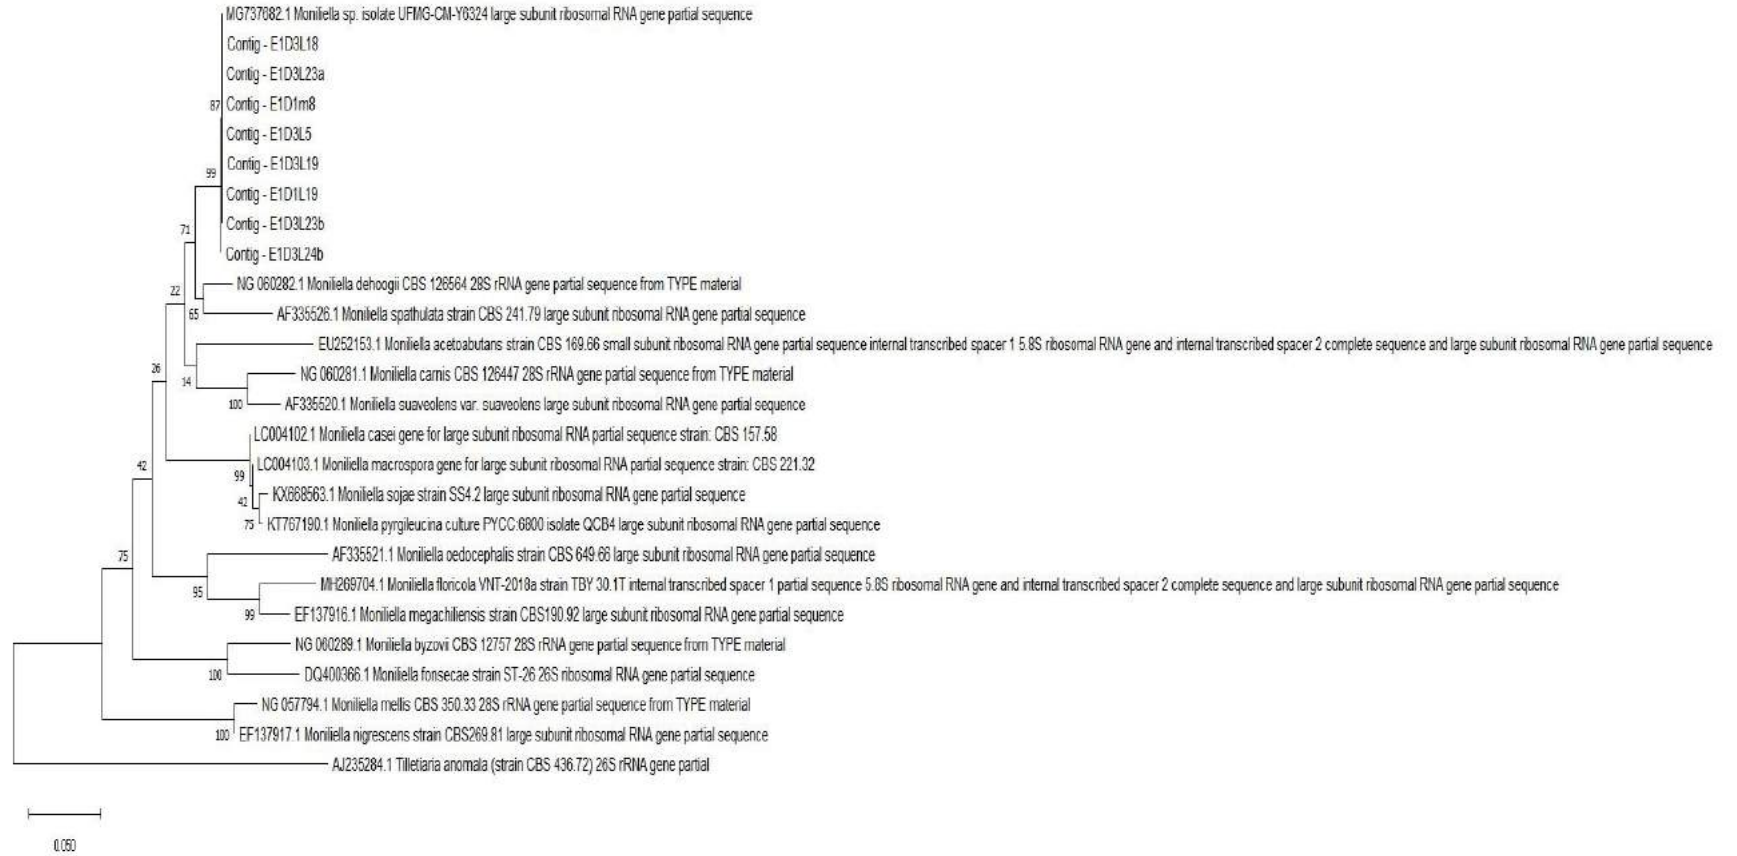 MG737682.1 Moniliella sp. isolate UFMG-CM-Y6324 large subunit ribosomal RNA gene partial sequence
Contig - E1D3L18
Contig - E1D3L23a
87 Contig - E1D1m8
Contig - E1D3L5
Contig - E1D3L19
99
Contig - E1D1L19
Contig - E1D3L23b
71
Contig - E1D3L24b
NG 060282.1 Moniliella dehoogii CBS 126564 28S rRNA gene partial sequence from TYPE material
22
65
AF335526.1 Moniliella spathulata strain CBS 241.79 large subunit ribosomal RNA gene partial sequence
EU252153.1 Moniliella acetoabutans strain CBS 169.66 small subunit ribosomal RNA gene partial sequence internal transcribed spacer 1 5.8S ribosomal RNA gene and internal transcribed spacer 2 complete sequence and large subunit ribosomal RNA gene partial sequence
26
NG 060281.1 Moniliella carnis CBS 126447 28S rRNA gene partial sequence from TYPE material
14
100 AF335520.1 Moniliella suaveolens var. suaveolens large subunit ribosomal RNA gene partial sequence
LC004102.1 Moniliella casei gene for large subunit ribosomal RNA partial sequence strain: CBS 157.58
42
LC004103.1 Moniliella macrospora gene for large subunit ribosomal RNA partial sequence strain: CBS 221.32
99
KX668563.1 Moniliella sojae strain SS4.2 large subunit ribosomal RNA gene partial sequence
42
75 KT767190.1 Moniliella pyrgileucina culture PYCC:6800 isolate QCB4 large subunit ribosomal RNA gene partial sequence
75
AF335521.1 Moniliella oedocephalis strain CBS 649.66 large subunit ribosomal RNA gene partial sequence
MH269704.1 Moniliella floricola VNT-2018a strain TBY 30.1T internal transcribed spacer 1 partial sequence 5.8S ribosomal RNA gene and internal transcribed spacer 2 complete sequence and large subunit ribosomal RNA gene partial sequence
95
99 EF137916.1 Moniliella megachiliensis strain CBS190.92 large subunit ribosomal RNA gene partial sequence
NG 060289.1 Moniliella byzovii CBS 12757 28S rRNA gene partial sequence from TYPE material
100 DQ400366.1 Moniliella fonsecae strain ST-26 26S ribosomal RNA gene partial sequence
NG 057794.1 Moniliella mellis CBS 350.33 28S rRNA gene partial sequence from TYPE material
100 EF137917.1 Moniliella nigrescens strain CBS269.81 large subunit ribosomal RNA gene partial sequence
AJ235284.1 Tilletiaria anomala (strain CBS 436.72) 26S rRNA gene partial
0.050